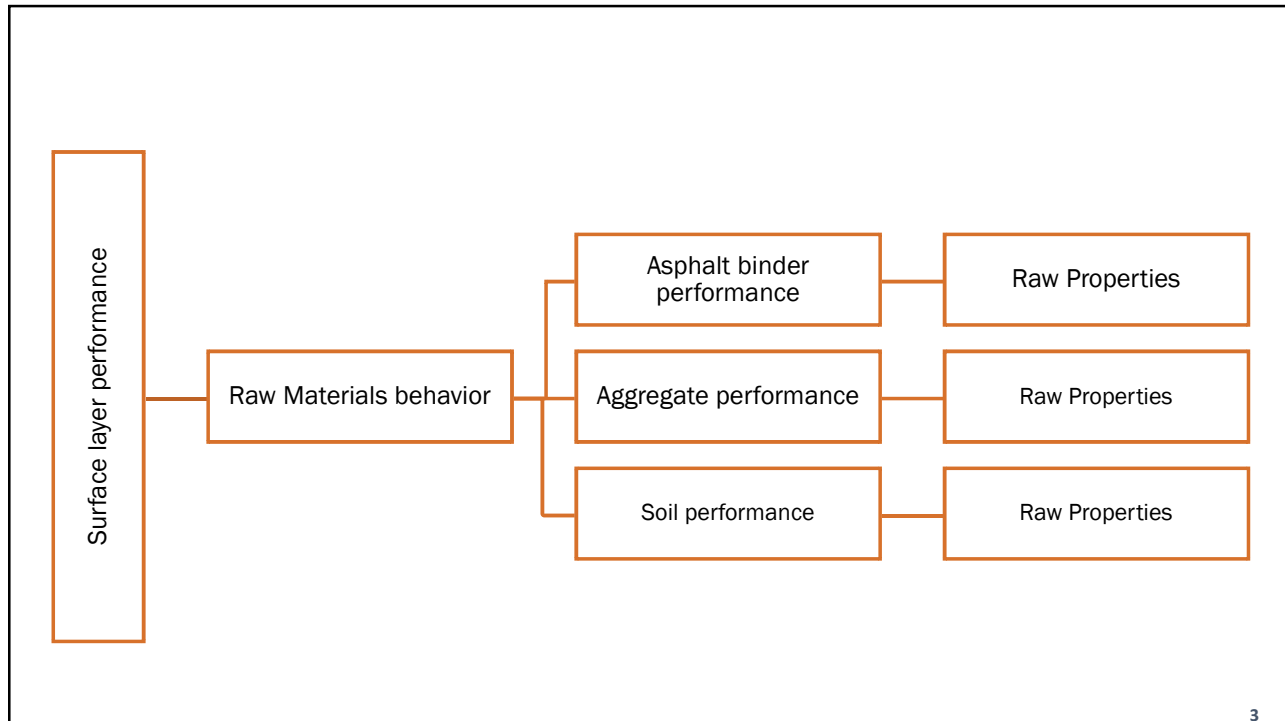 Surface layer performance
Raw Materials behavior
Asphalt binder
performance
Raw Properties
Aggregate performance
Raw Properties
Soil performance
Raw Properties
3